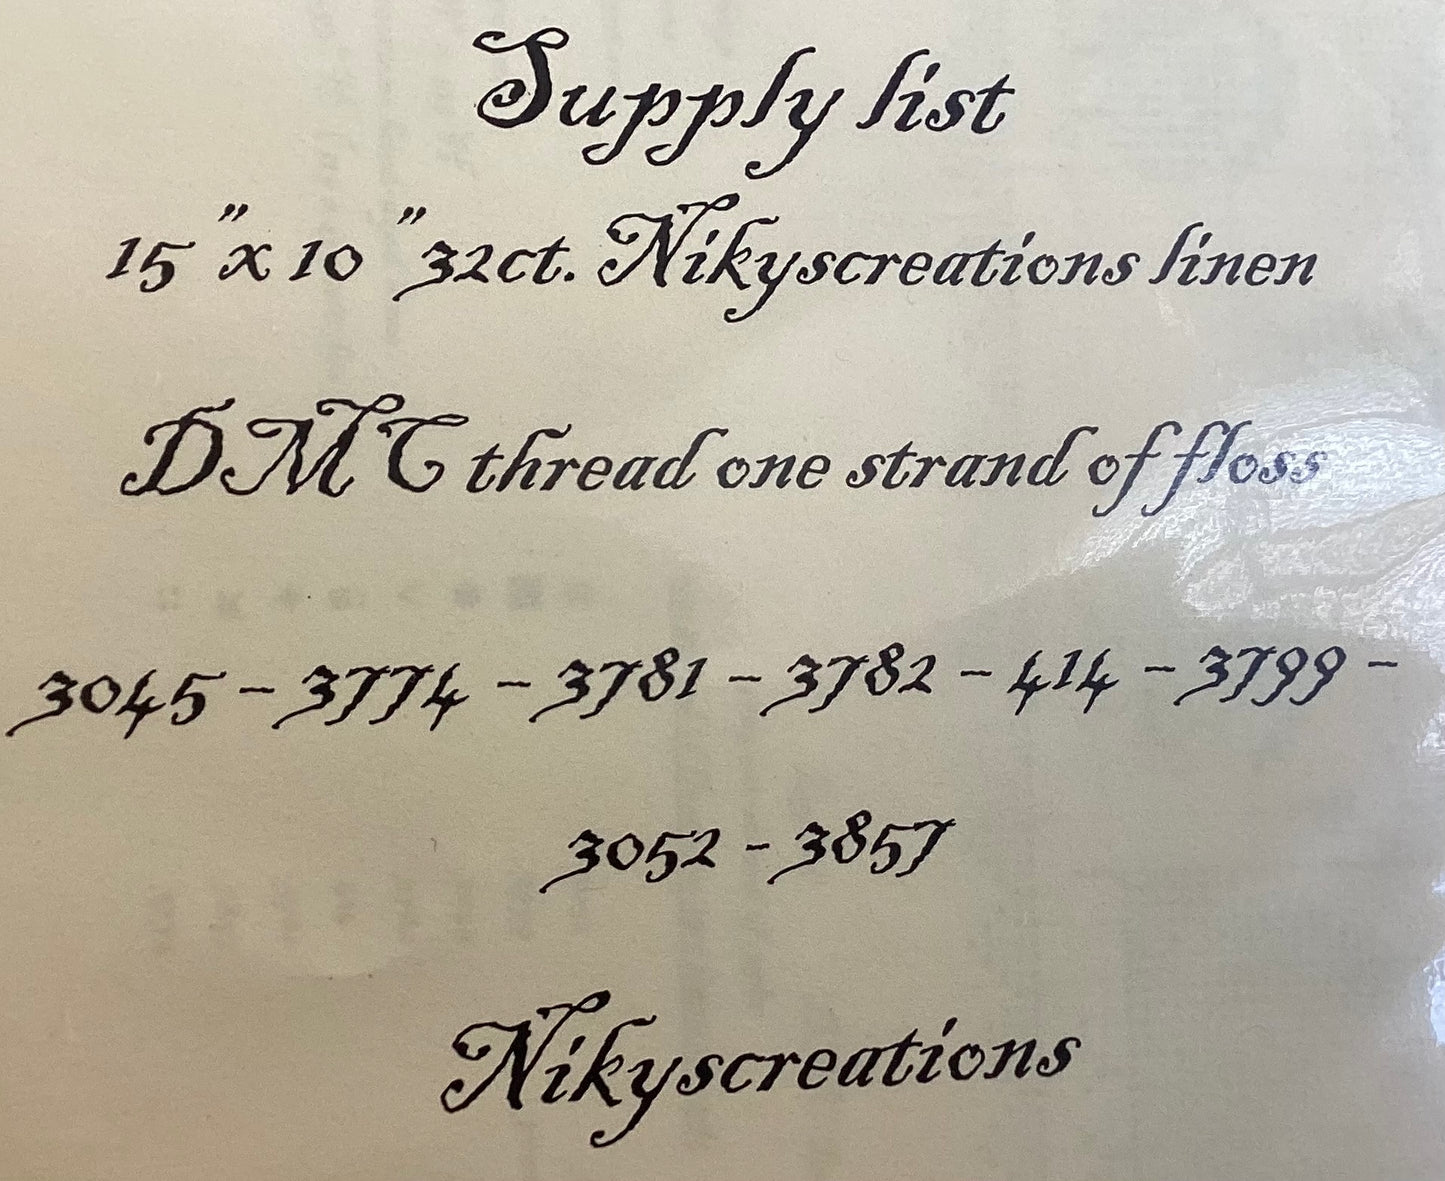 Supply list
15"x 10 "32ct. Nikyscreations linen
DMC thread one strand of floss
3045 - 3774 - 3781 - 3782 - 414 - 3799 -
3052 - 3857
Nikyscreations